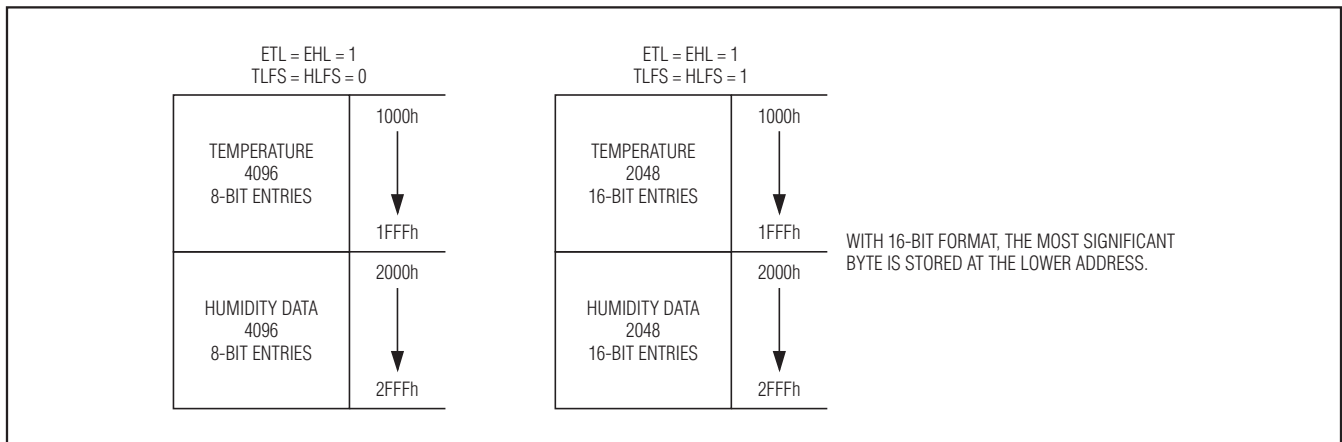 ETL = EHL = 1
TLFS = HLFS = 0
TEMPERATURE
4096
8-BIT ENTRIES
1000h
1FFFh
HUMIDITY DATA
4096
8-BIT ENTRIES
2000h
2FFFh
ETL = EHL = 1
TLFS = HLFS = 1
TEMPERATURE
2048
16-BIT ENTRIES
1000h
1FFFh
HUMIDITY DATA
2048
16-BIT ENTRIES
2000h
2FFFh
WITH 16-BIT FORMAT, THE MOST SIGNIFICANT
BYTE IS STORED AT THE LOWER ADDRESS.